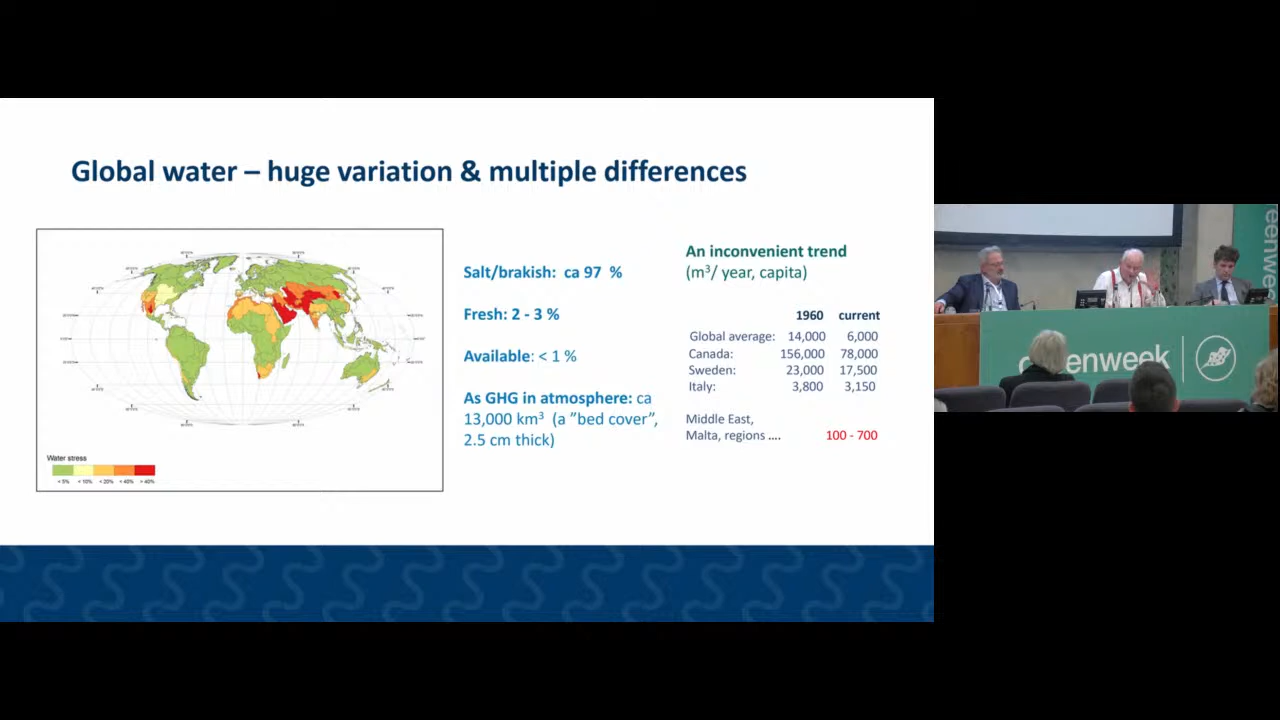 Global water – huge variation & multiple differences
Water stress
< 5% < 10% < 20% < 40% > 40%
Salt/brakish: ca 97 %
Fresh: 2 - 3 %
Available: < 1 %
As GHG in atmosphere: ca
13,000 km³ (a ”bed cover”,
2.5 cm thick)
An inconvenient trend
(m³/ year, capita)
1960 current
Global average: 14,000 6,000
Canada: 156,000 78,000
Sweden: 23,000 17,500
Italy: 3,800 3,150
Middle East,
Malta, regions .... 100 - 700
eenwee
enweek